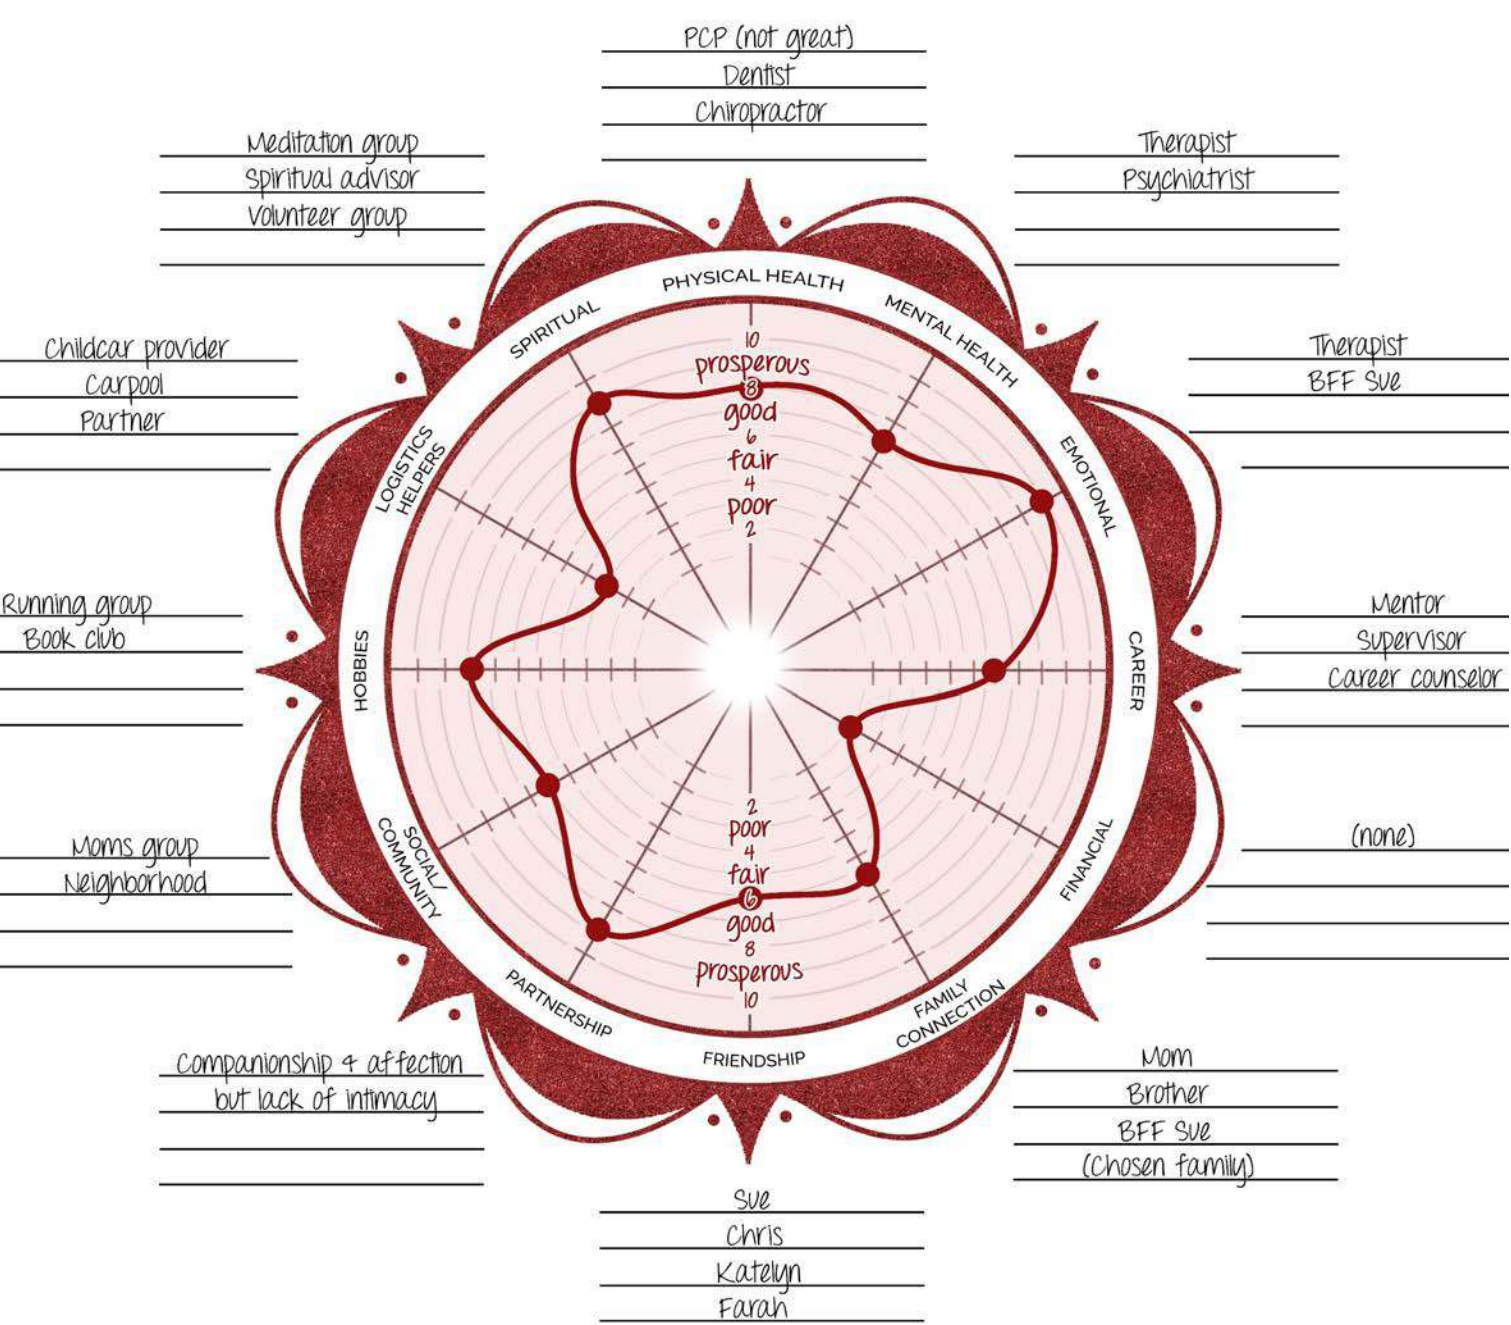 PCP (not great)
Dentist
Chiropractor
Meditation group
Spiritual advisor
Volunteer group
Therapist
Psychiatrist
Childcar provider
Carpool
Partner
Therapist
BFF Sue
Running group
Book club
Mentor
Supervisor
Career counselor
Moms group
Neighborhood
(none)
Companionship & affection
but lack of intimacy
Mom
Brother
BFF Sue
(Chosen family)
Sue
Chris
Katelyn
Farah
PHYSICAL HEALTH
MENTAL HEALTH
EMOTIONAL
CAREER
FINANCIAL
FAMILY
CONNECTION
FRIENDSHIP
PARTNERSHIP
SOCIAL/
COMMUNITY
HOBBIES
LOGISTICS
HELPERS
SPIRITUAL
10
prosperous
8
good
6
fair
4
poor
2
2
poor
4
fair
6
good
8
prosperous
10